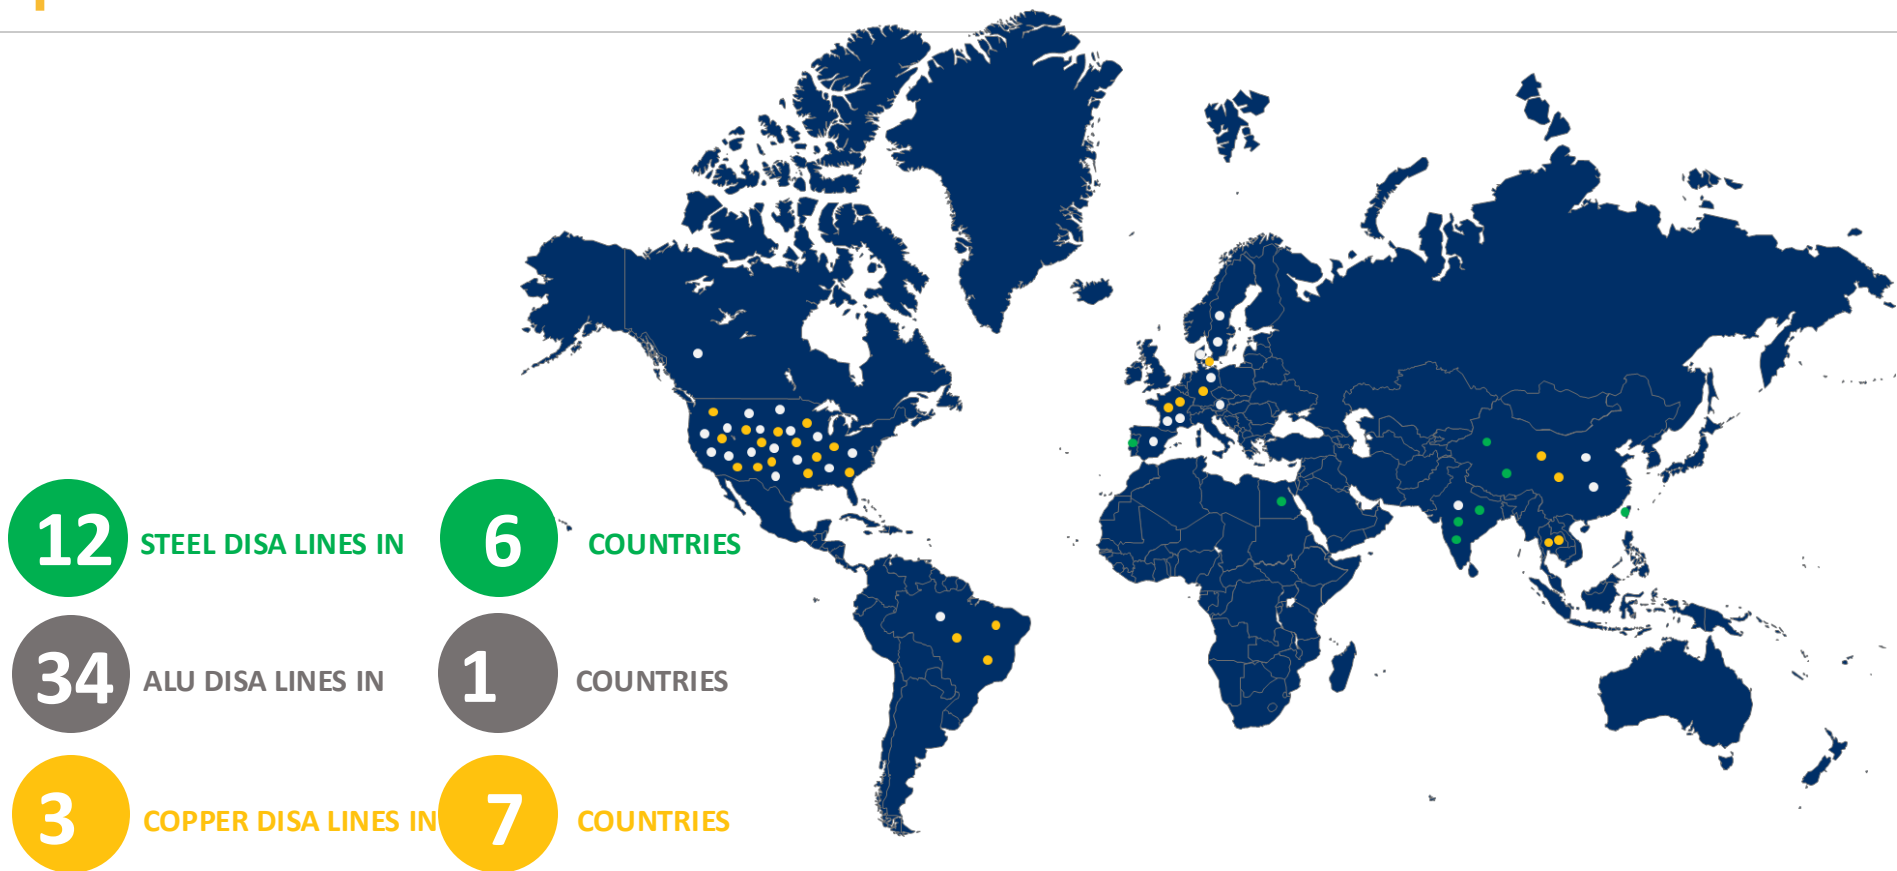 12 STEEL DISA LINES IN 6 COUNTRIES
34 ALU DISA LINES IN 1 COUNTRIES
3 COPPER DISA LINES IN 7 COUNTRIES